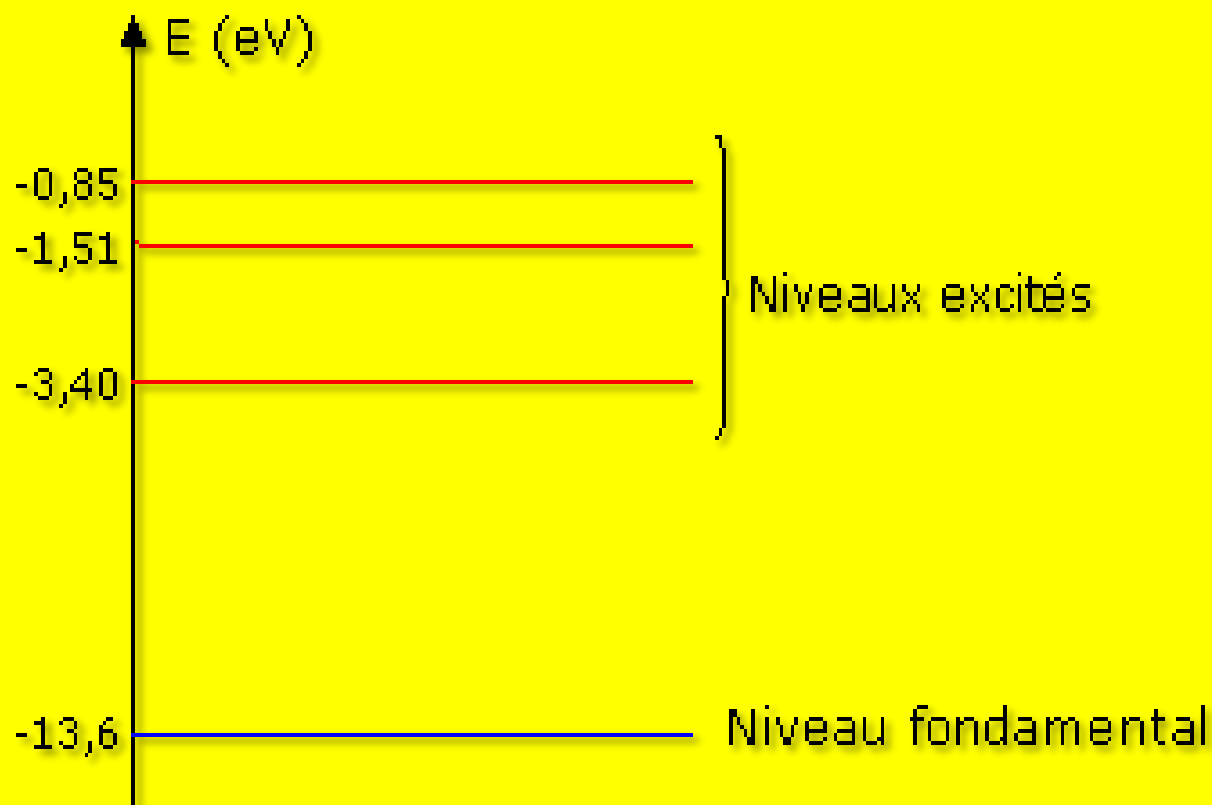 E (eV)
-0,85
-1,51
Niveaux excités
-3,40
-13,6
Niveau fondamental